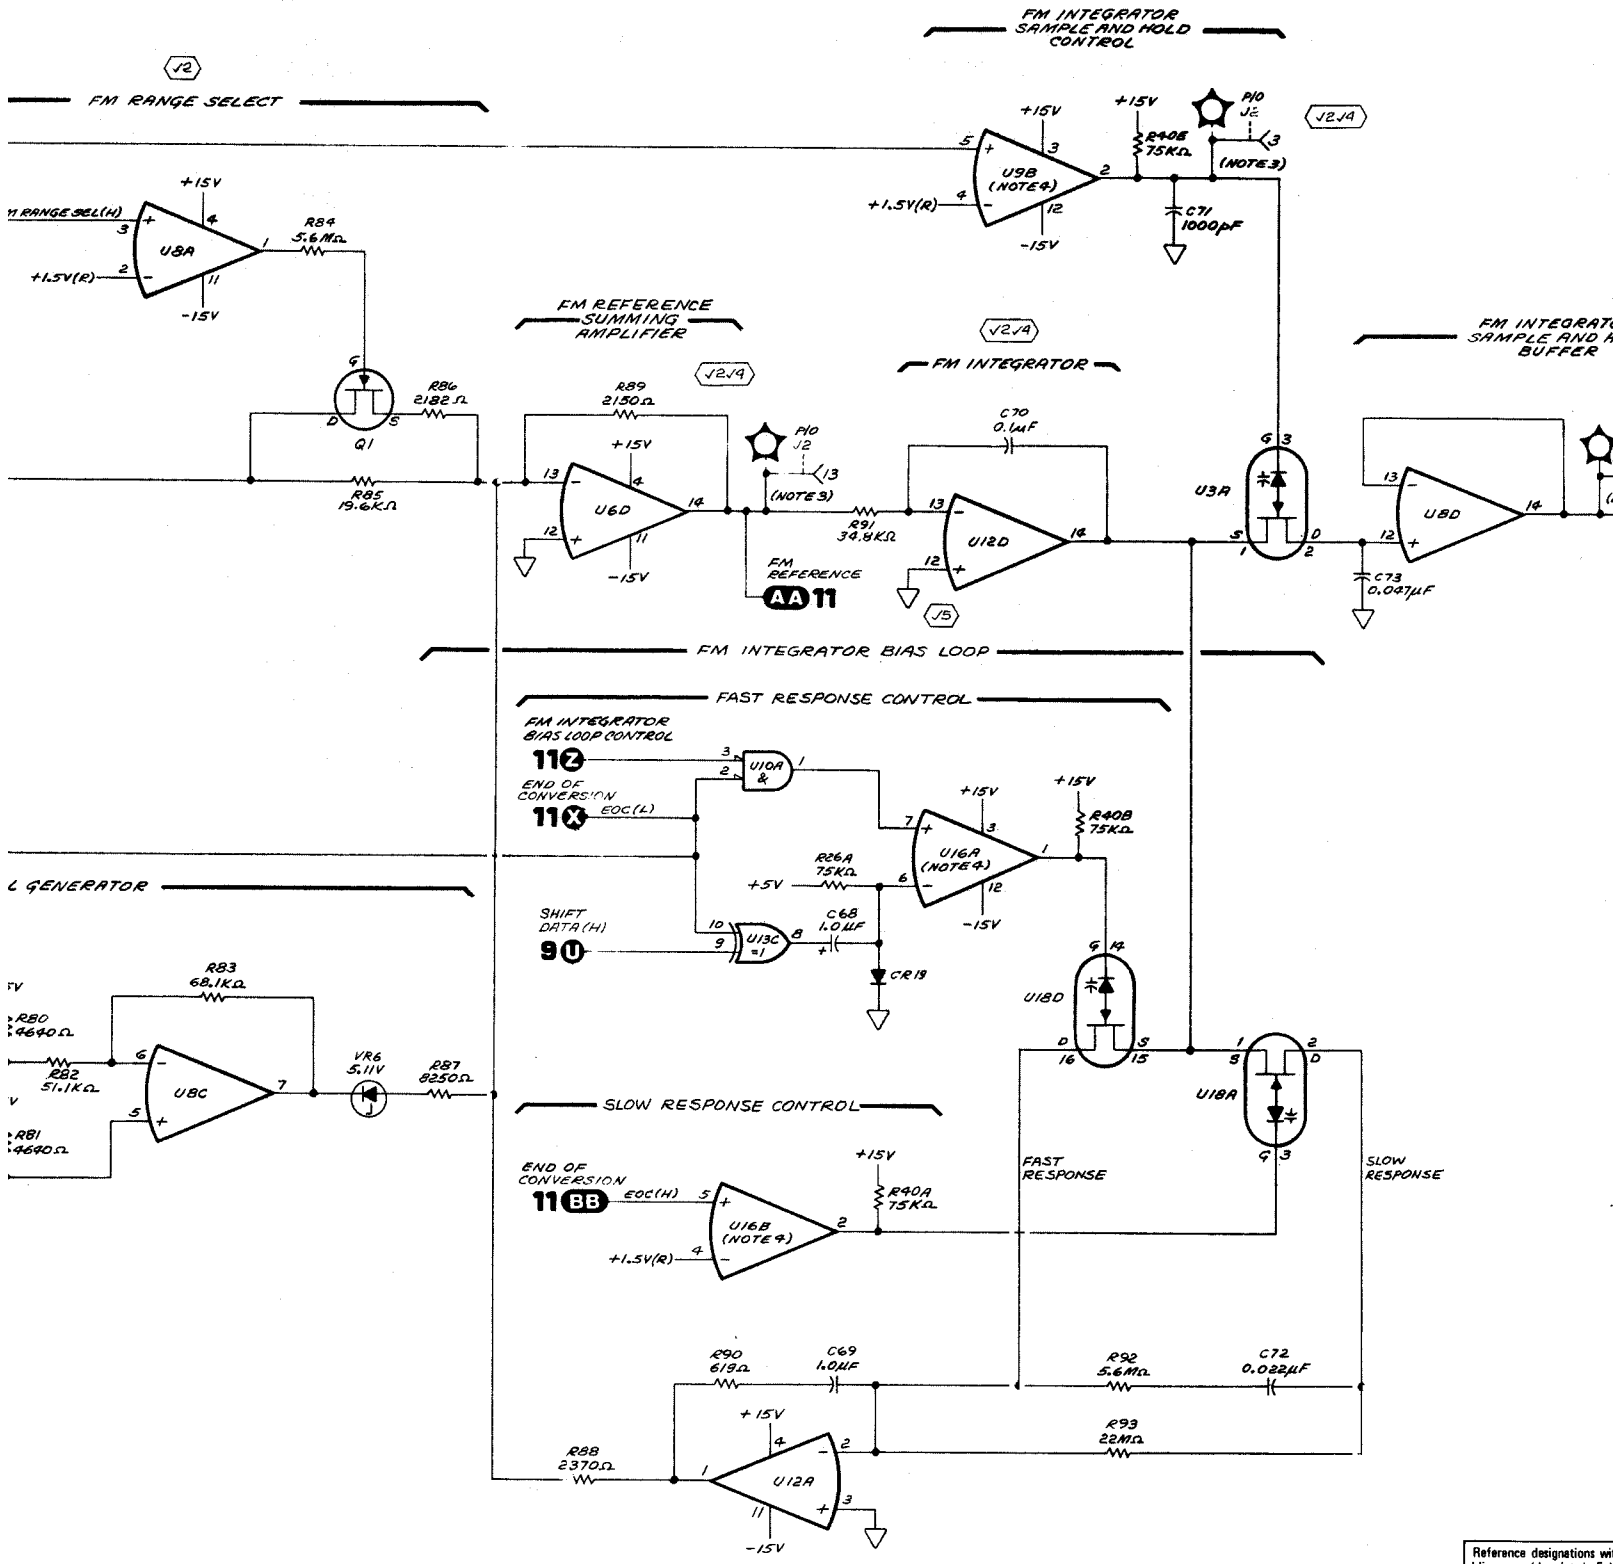 FM INTEGRATOR
SAMPLE AND HOLD
CONTROL
√2
FM RANGE SELECT
+15V
+15V
R40E
75KΩ
P/O
J2
3
(NOTE 3)
√2√4
5
+
3
U9B
(NOTE 4)
2
+1.5V(R)
4
-
12
-15V
C71
1000pF
+15V
M RANGE SEL(H)
3
+
4
U8A
1
R84
5.6MΩ
+1.5V(R)
2
-
11
-15V
G
D
S
Q1
R86
2182Ω
R85
19.6KΩ
FM REFERENCE
SUMMING
AMPLIFIER
√2√4
R89
2150Ω
+15V
13
-
4
U6D
14
12
+
11
-15V
P/O
J2
13
(NOTE 3)
FM
REFERENCE
AA 11
R91
34.8KΩ
√2√4
FM INTEGRATOR
C70
0.1µF
13
-
U12D
14
12
+
√5
G 3
U3A
S
1
D
2
FM INTEGRATO
SAMPLE AND H
BUFFER
13
-
U8D
14
12
+
C73
0.047µF
FM INTEGRATOR BIAS LOOP
FAST RESPONSE CONTROL
FM INTEGRATOR
BIAS LOOP CONTROL
11 Z
3
2
U10A
&
1
END OF
CONVERSION
11 X
EOC(L)
+15V
7
+
3
U16A
(NOTE 4)
1
6
-
12
-15V
+15V
R40B
75KΩ
R26A
75KΩ
+5V
SHIFT
DATA(H)
9 U
10
9
U13C
=1
8
C68
1.0µF
+
CR19
L GENERATOR
R83
68.1KΩ
5V
R80
4640Ω
R82
51.1KΩ
6
-
U8C
7
5
+
V
R81
4640Ω
VR6
5.11V
R87
8250Ω
G 14
U18D
D
16
S
15
1
S
2
D
U18A
G 3
SLOW RESPONSE CONTROL
END OF
CONVERSION
11 BB
EOC(H)
5
+
U16B
(NOTE 4)
2
+1.5V(R)
4
-
+15V
R40A
75KΩ
FAST
RESPONSE
SLOW
RESPONSE
R90
619Ω
C69
1.0µF
R92
5.6MΩ
C72
0.022µF
R93
22MΩ
+15V
4
-
2
U12A
1
+
3
11
-15V
R88
2370Ω
Reference designations wi